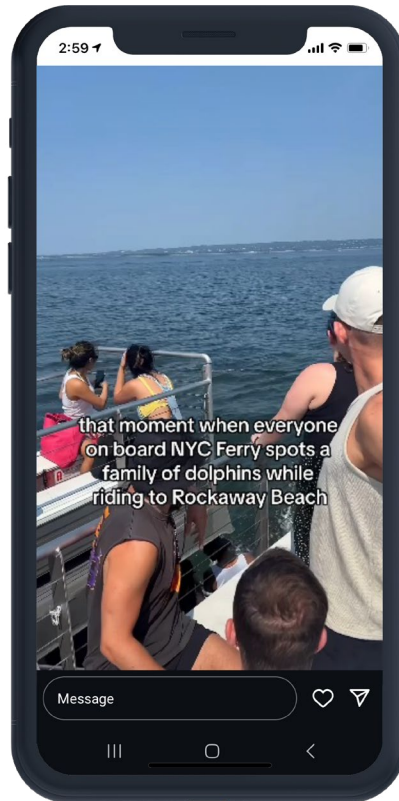 2:59
that moment when everyone
on board NYC Ferry spots a
family of dolphins while
riding to Rockaway Beach
Message